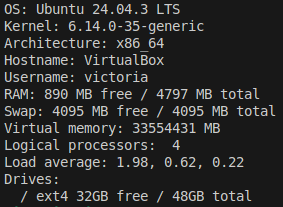 OS: Ubuntu 24.04.3 LTS
Kernel: 6.14.0-35-generic
Architecture: x86_64
Hostname: VirtualBox
Username: victoria
RAM: 890 MB free / 4797 MB total
Swap: 4095 MB free / 4095 MB total
Virtual memory: 33554431 MB
Logical processors:  4
Load average: 1.98, 0.62, 0.22
Drives:
  / ext4 32GB free / 48GB total